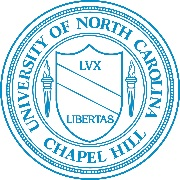 UNIVERSITY OF NORTH CAROLINA
LVX
LIBERTAS
CHAPEL HILL